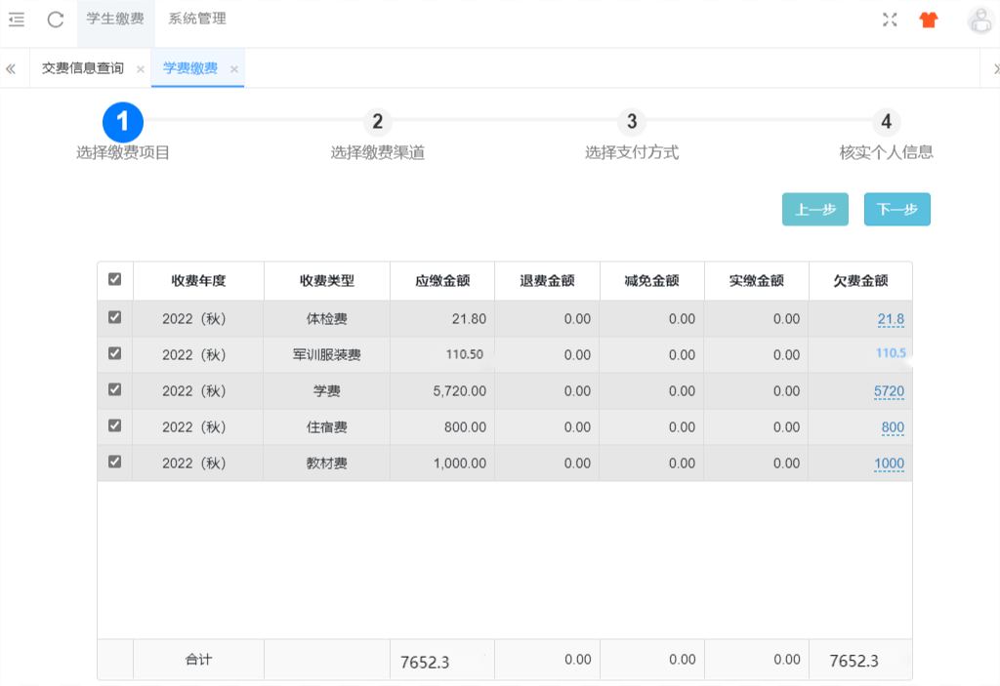 学生缴费 系统管理
交费信息查询 × 学费缴费 ×
1 2 3 4
选择缴费项目 选择缴费渠道 选择支付方式 核实个人信息
上一步 下一步
收费年度 收费类型 应缴金额 退费金额 减免金额 实缴金额 欠费金额
2022（秋） 体检费 21.80 0.00 0.00 0.00 21.8
2022（秋） 军训服装费 110.50 0.00 0.00 0.00 110.5
2022（秋） 学费 5,720.00 0.00 0.00 0.00 5720
2022（秋） 住宿费 800.00 0.00 0.00 0.00 800
2022（秋） 教材费 1,000.00 0.00 0.00 0.00 1000
合计 7652.3 0.00 0.00 0.00 7652.3